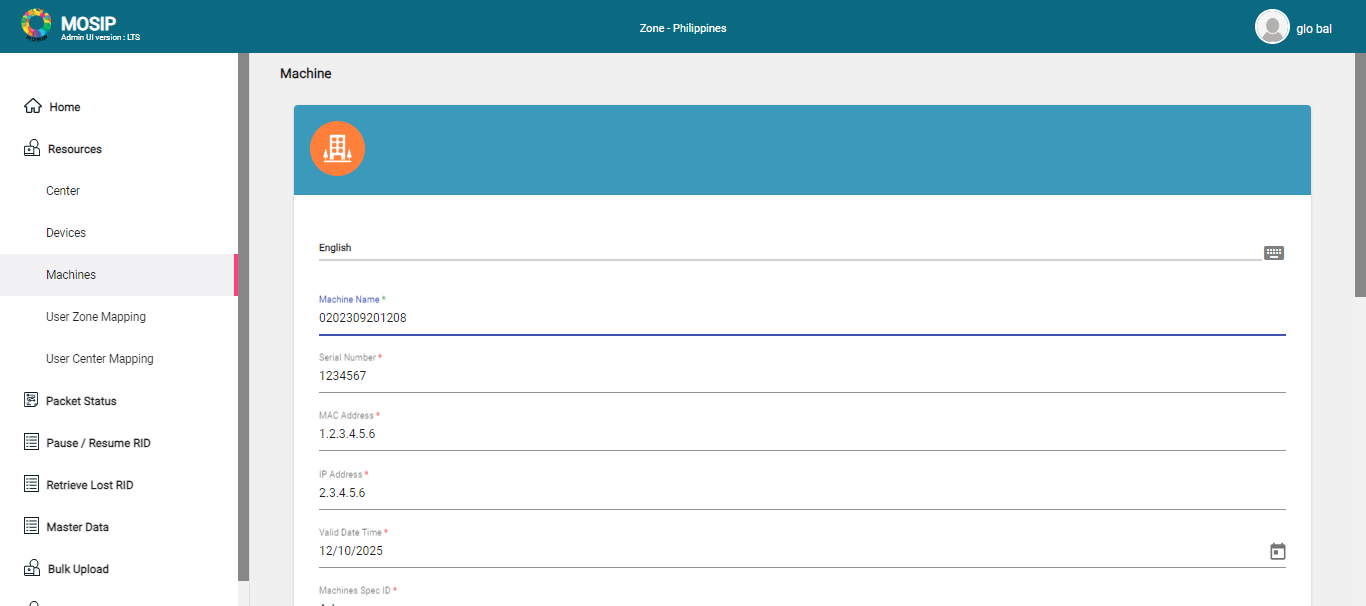 MOSIP
Admin UI version : LTS
Zone - Philippines
glo bal
Home
Resources
Center
Devices
Machines
User Zone Mapping
User Center Mapping
Packet Status
Pause / Resume RID
Retrieve Lost RID
Master Data
Bulk Upload
Machine
English
Machine Name *
0202309201208
Serial Number *
1234567
MAC Address *
1.2.3.4.5.6
IP Address *
2.3.4.5.6
Valid Date Time *
12/10/2025
Machines Spec ID *